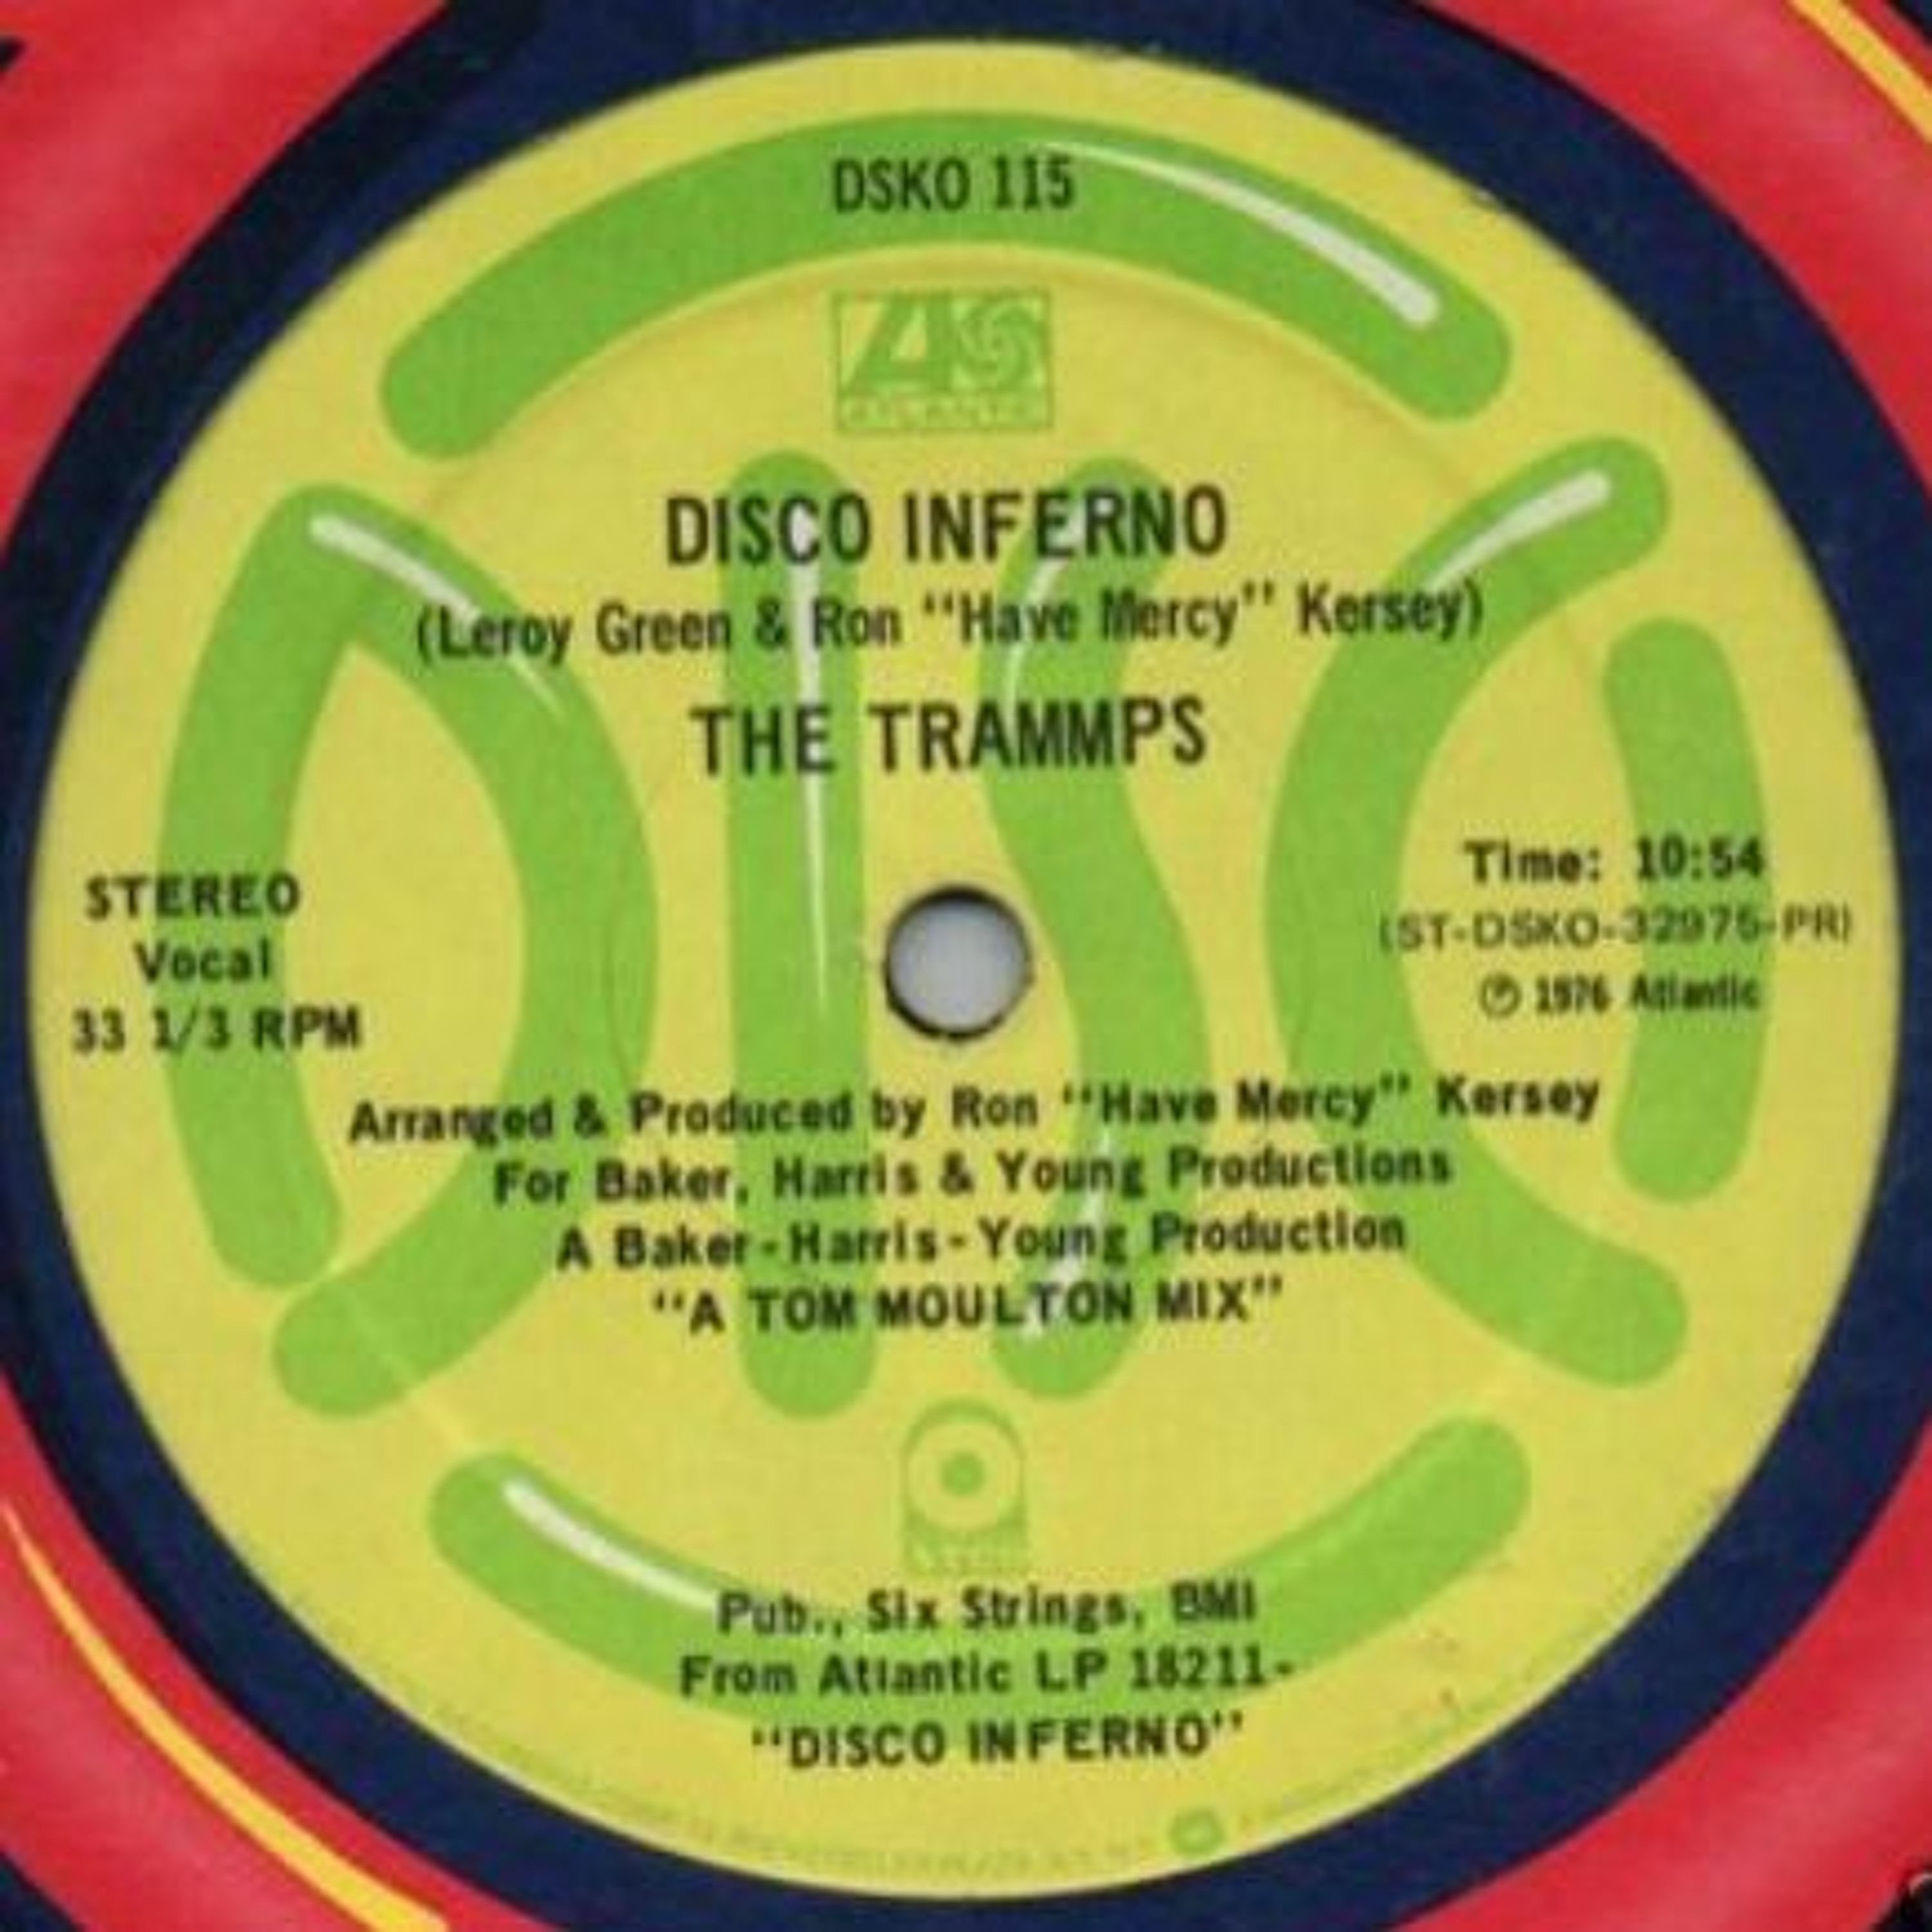 DSKO 115
DISCO INFERNO
(Leroy Green & Ron "Have Mercy" Kersey)
THE TRAMMPS
STEREO
Vocal
33 1/3 RPM
Time: 10:54
(ST-DSKO-32975-PR)
℗ 1976 Atlantic
DISCO
Arranged & Produced by Ron "Have Mercy" Kersey
For Baker, Harris & Young Productions
A Baker-Harris-Young Production
"A TOM MOULTON MIX"
Pub., Six Strings, BMI
From Atlantic LP 18211-
"DISCO INFERNO"